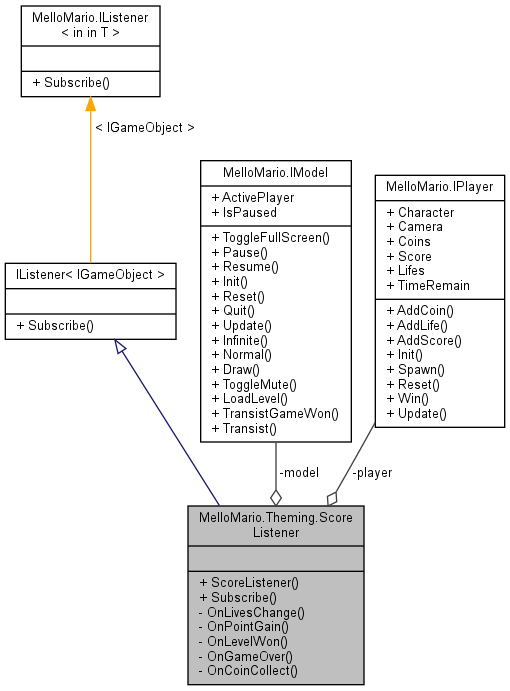 MelloMario.IListener
< in in T >
+ Subscribe()
< IGameObject >
IListener< IGameObject >
+ Subscribe()
MelloMario.IModel
+ ActivePlayer
+ IsPaused
+ ToggleFullScreen()
+ Pause()
+ Resume()
+ Init()
+ Reset()
+ Quit()
+ Update()
+ Infinite()
+ Normal()
+ Draw()
+ ToggleMute()
+ LoadLevel()
+ TransistGameWon()
+ Transist()
MelloMario.IPlayer
+ Character
+ Camera
+ Coins
+ Score
+ Lifes
+ TimeRemain
+ AddCoin()
+ AddLife()
+ AddScore()
+ Init()
+ Spawn()
+ Reset()
+ Win()
+ Update()
-model
-player
MelloMario.Theming.Score
Listener
+ ScoreListener()
+ Subscribe()
- OnLivesChange()
- OnPointGain()
- OnLevelWon()
- OnGameOver()
- OnCoinCollect()